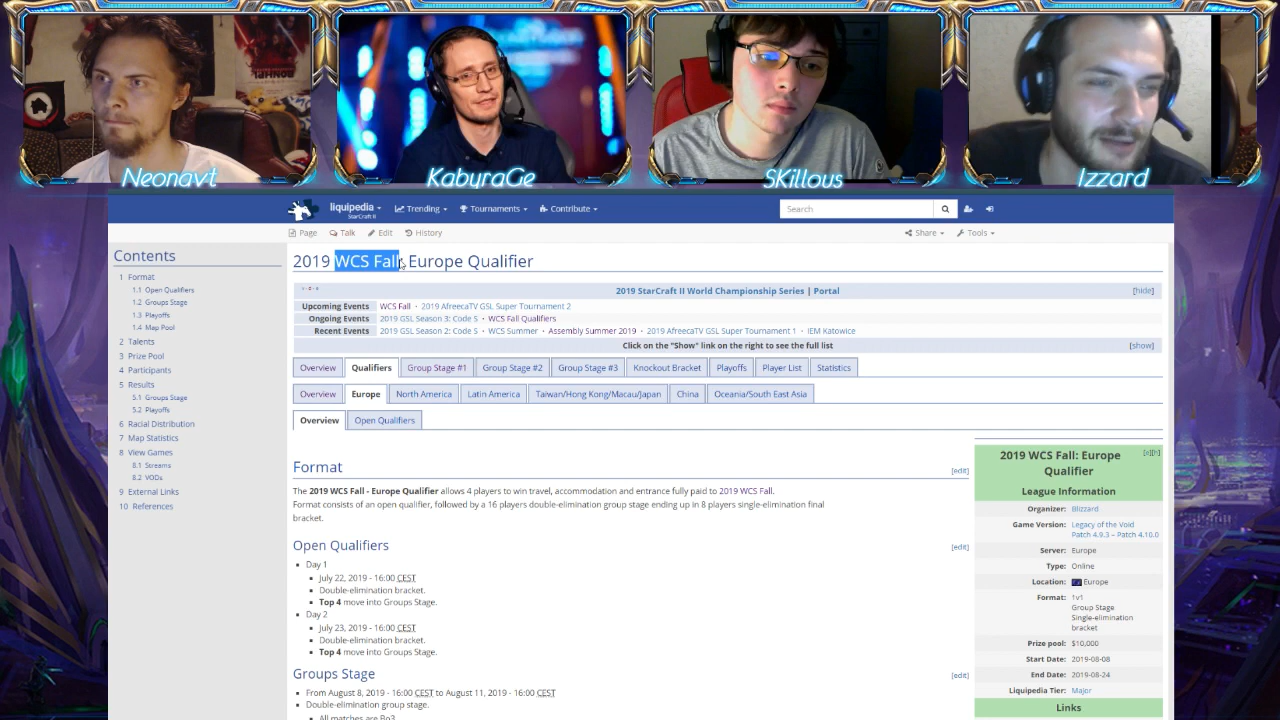 Neonavt
KabyraGe
SKillous
Izzard
liquipedia
StarCraft II
Trending
Tournaments
Contribute
Search
Page
Talk
Edit
History
Share
Tools
Contents
1 Format
1.1 Open Qualifiers
1.2 Groups Stage
1.3 Playoffs
1.4 Map Pool
2 Talents
3 Prize Pool
4 Participants
5 Results
5.1 Groups Stage
5.2 Playoffs
6 Racial Distribution
7 Map Statistics
8 View Games
8.1 Streams
8.2 VODs
9 External Links
10 References
2019 WCS Fall: Europe Qualifier
2019 StarCraft II World Championship Series | Portal
[hide]
Upcoming Events WCS Fall · 2019 AfreecaTV GSL Super Tournament 2
Ongoing Events 2019 GSL Season 3: Code S · WCS Fall Qualifiers
Recent Events 2019 GSL Season 2: Code S · WCS Summer · Assembly Summer 2019 · 2019 AfreecaTV GSL Super Tournament 1 · IEM Katowice
Click on the "Show" link on the right to see the full list
[show]
Overview Qualifiers Group Stage #1 Group Stage #2 Group Stage #3 Knockout Bracket Playoffs Player List Statistics
Overview Europe North America Latin America Taiwan/Hong Kong/Macau/Japan China Oceania/South East Asia
Overview Open Qualifiers
Format
[edit]
The 2019 WCS Fall - Europe Qualifier allows 4 players to win travel, accommodation and entrance fully paid to 2019 WCS Fall.
Format consists of an open qualifier, followed by a 16 players double-elimination group stage ending up in 8 players single-elimination final
bracket.
Open Qualifiers
[edit]
Day 1
July 22, 2019 - 16:00 CEST
Double-elimination bracket.
Top 4 move into Groups Stage.
Day 2
July 23, 2019 - 16:00 CEST
Double-elimination bracket.
Top 4 move into Groups Stage.
Groups Stage
[edit]
From August 8, 2019 - 16:00 CEST to August 11, 2019 - 16:00 CEST
Double-elimination group stage.
All matches are Bo3
2019 WCS Fall: Europe
Qualifier
[e][h]
League Information
Organizer: Blizzard
Game Version: Legacy of the Void
Patch 4.9.3 – Patch 4.10.0
Server: Europe
Type: Online
Location: Europe
Format: 1v1
Group Stage
Single-elimination
bracket
Prize pool: $10,000
Start Date: 2019-08-08
End Date: 2019-08-24
Liquipedia Tier: Major
Links